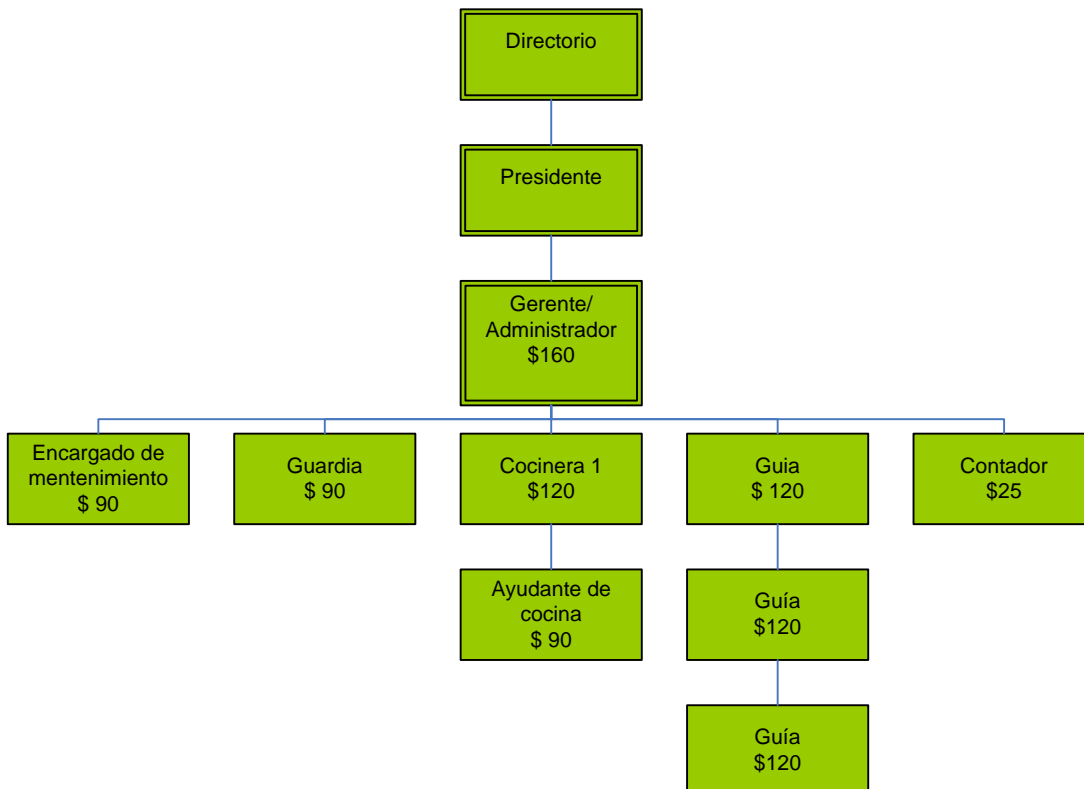 Directorio
Presidente
Gerente/
Administrador
$160
Encargado de
mentenimiento
$ 90
Guardia
$ 90
Cocinera 1
$120
Guia
$ 120
Contador
$25
Ayudante de
cocina
$ 90
Guía
$120
Guía
$120